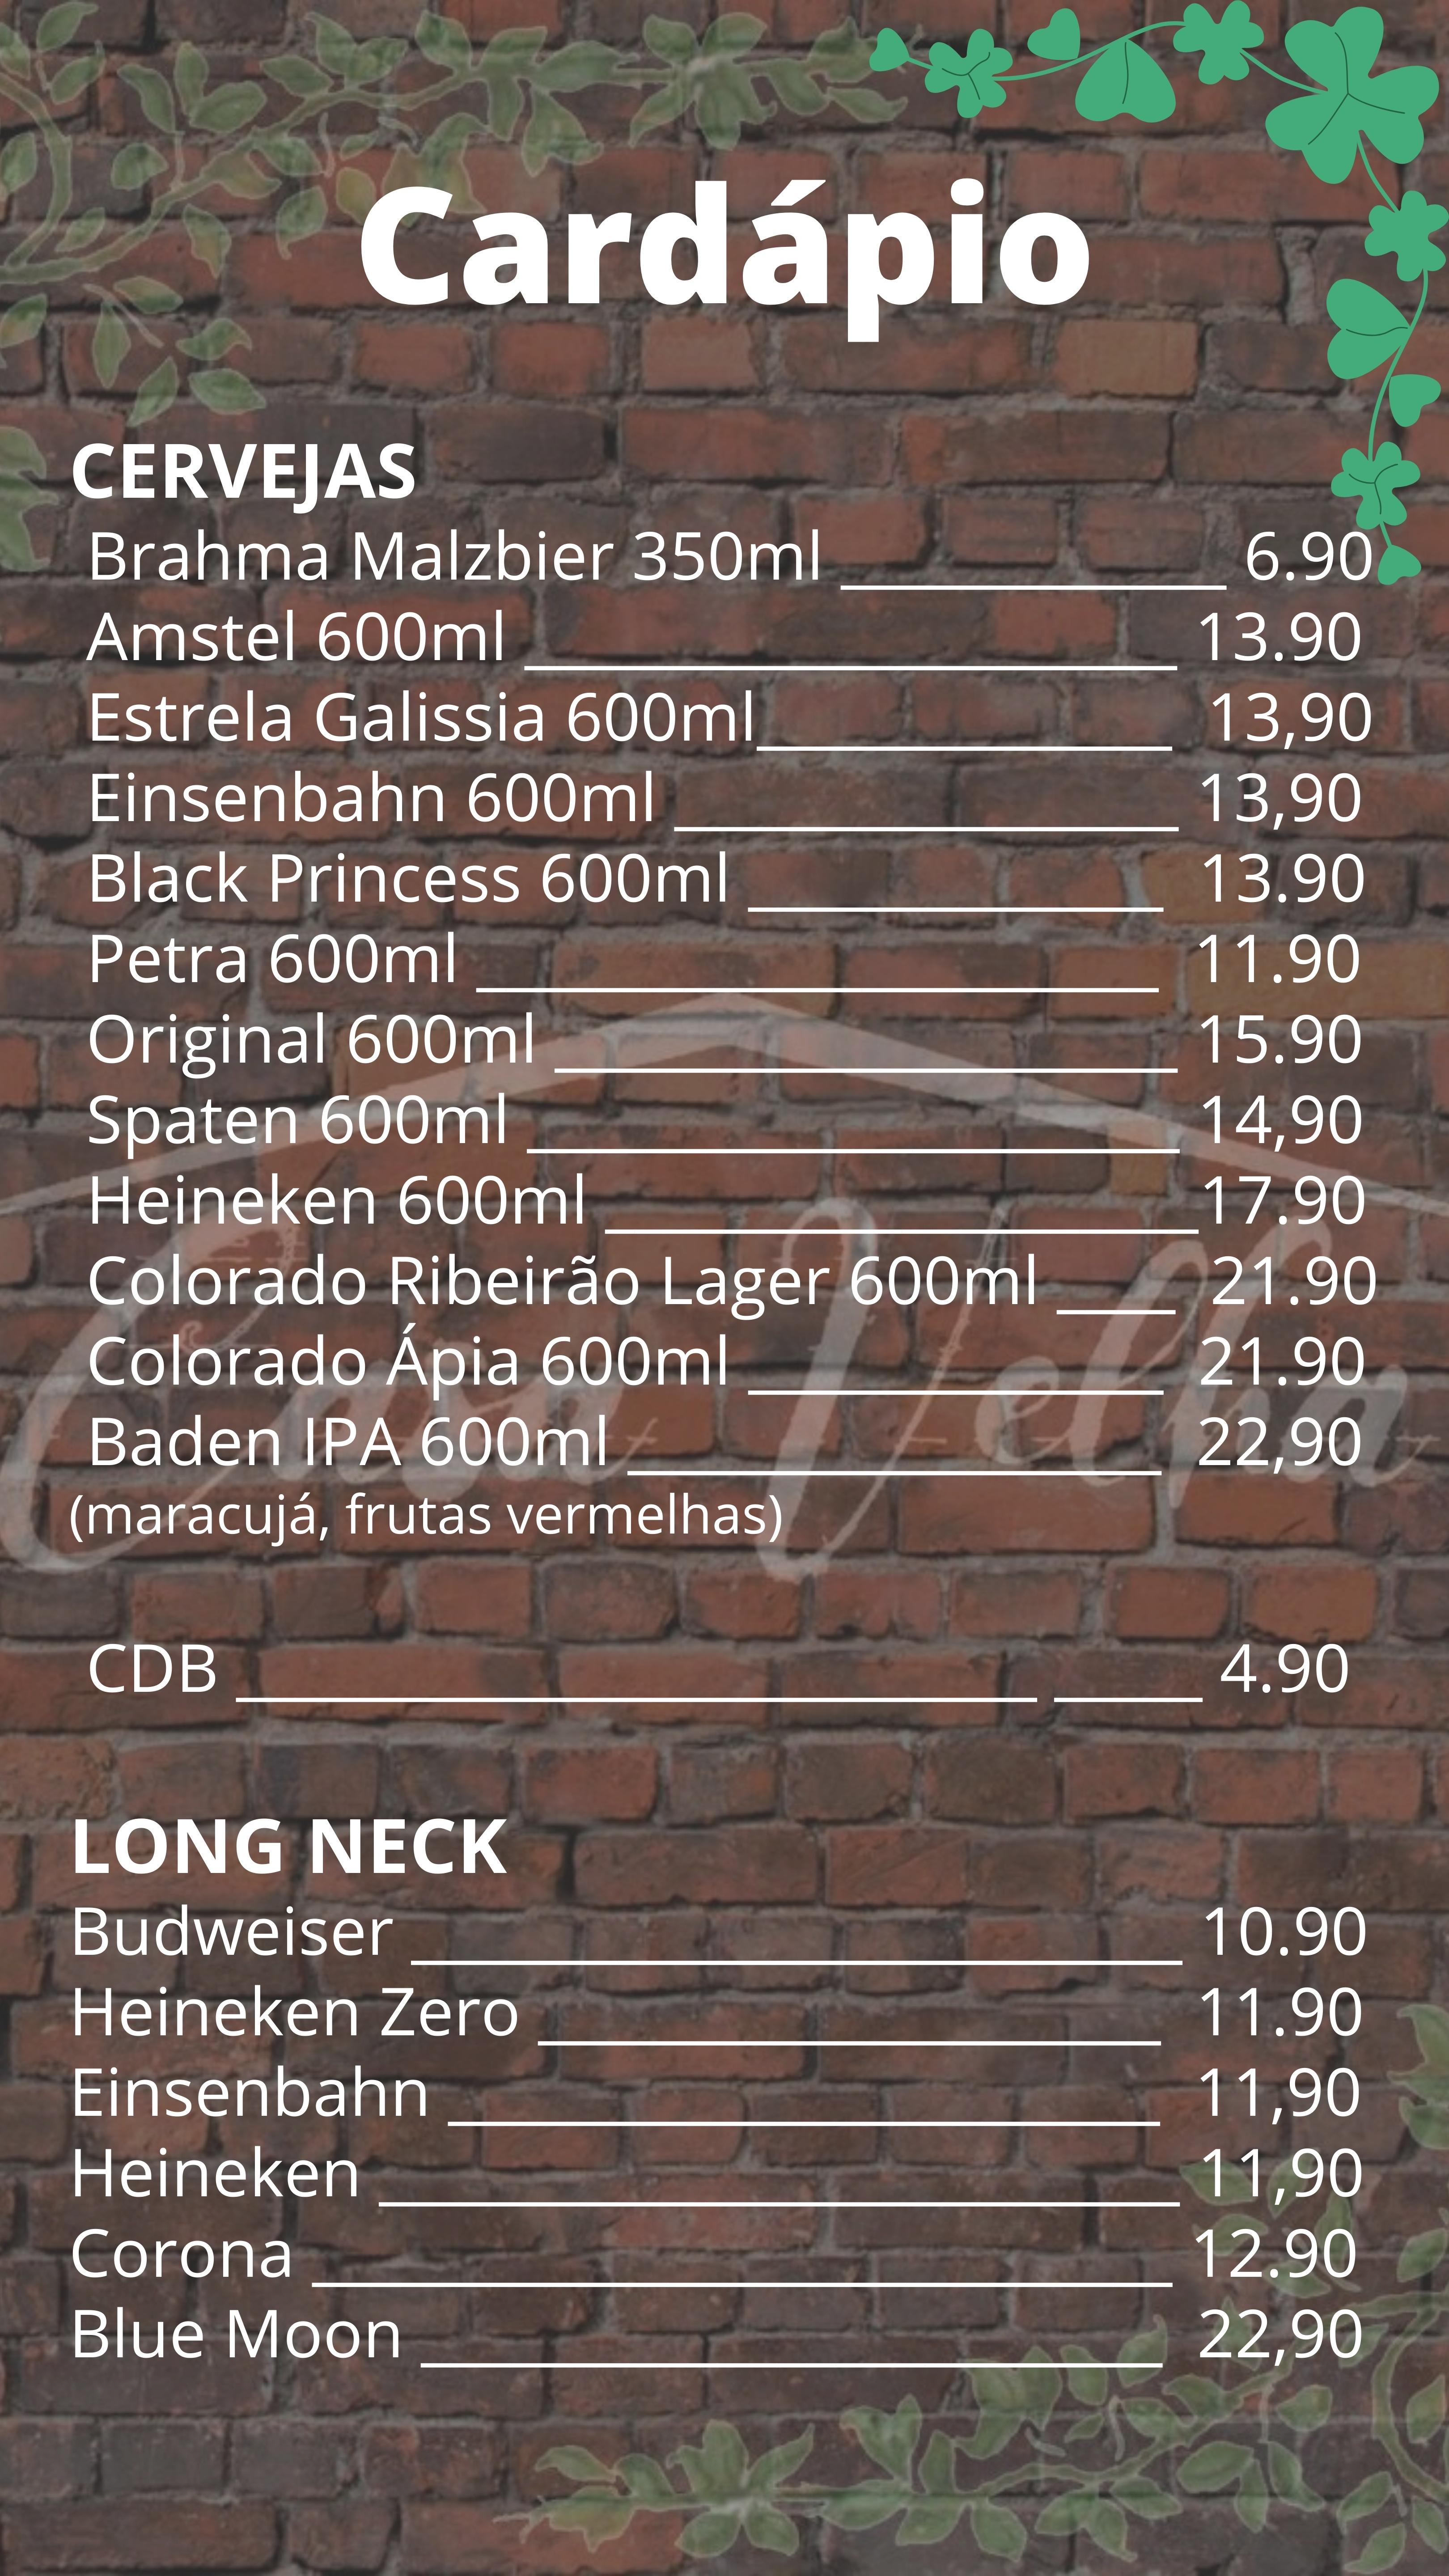 Cardápio
CERVEJAS
Brahma Malzbier 350ml ____________ 6.90
Amstel 600ml ______________________ 13.90
Estrela Galissia 600ml______________ 13,90
Einsenbahn 600ml _________________ 13,90
Black Princess 600ml ______________ 13.90
Petra 600ml _______________________ 11.90
Original 600ml _____________________ 15.90
Spaten 600ml ______________________ 14,90
Heineken 600ml ____________________17.90
Colorado Ribeirão Lager 600ml ____ 21.90
Colorado Ápia 600ml ______________ 21.90
Baden IPA 600ml __________________ 22,90
(maracujá, frutas vermelhas)
Casa Velha
CDB ___________________________ _____ 4.90
LONG NECK
Budweiser __________________________ 10.90
Heineken Zero _____________________ 11.90
Einsenbahn ________________________ 11,90
Heineken ___________________________ 11,90
Corona _____________________________ 12.90
Blue Moon _________________________ 22,90